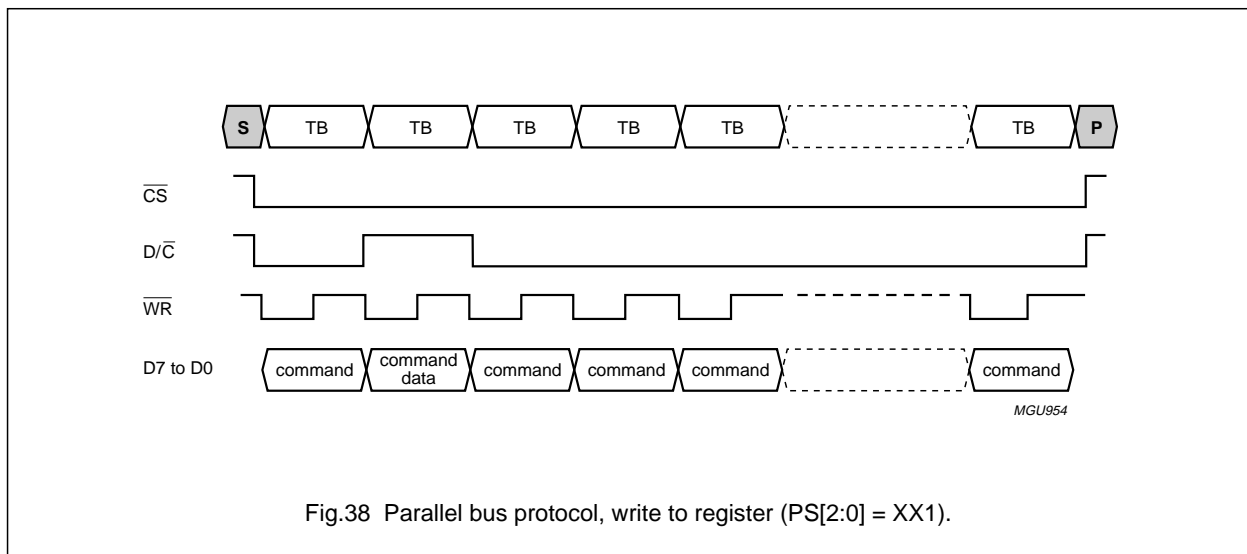 S TB TB TB TB TB TB P
CS
D/C
WR
D7 to D0 command command data command command command command
MGU954
Fig.38 Parallel bus protocol, write to register (PS[2:0] = XX1).